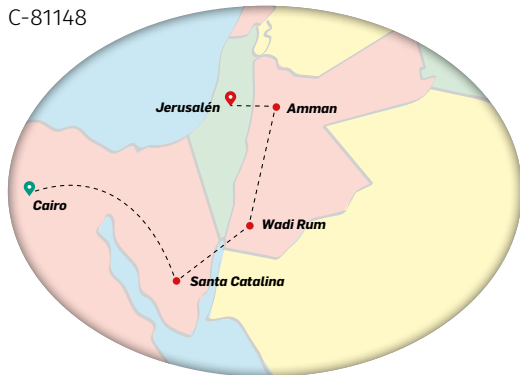 C-81148
Jerusalén
Amman
Cairo
Wadi Rum
Santa Catalina